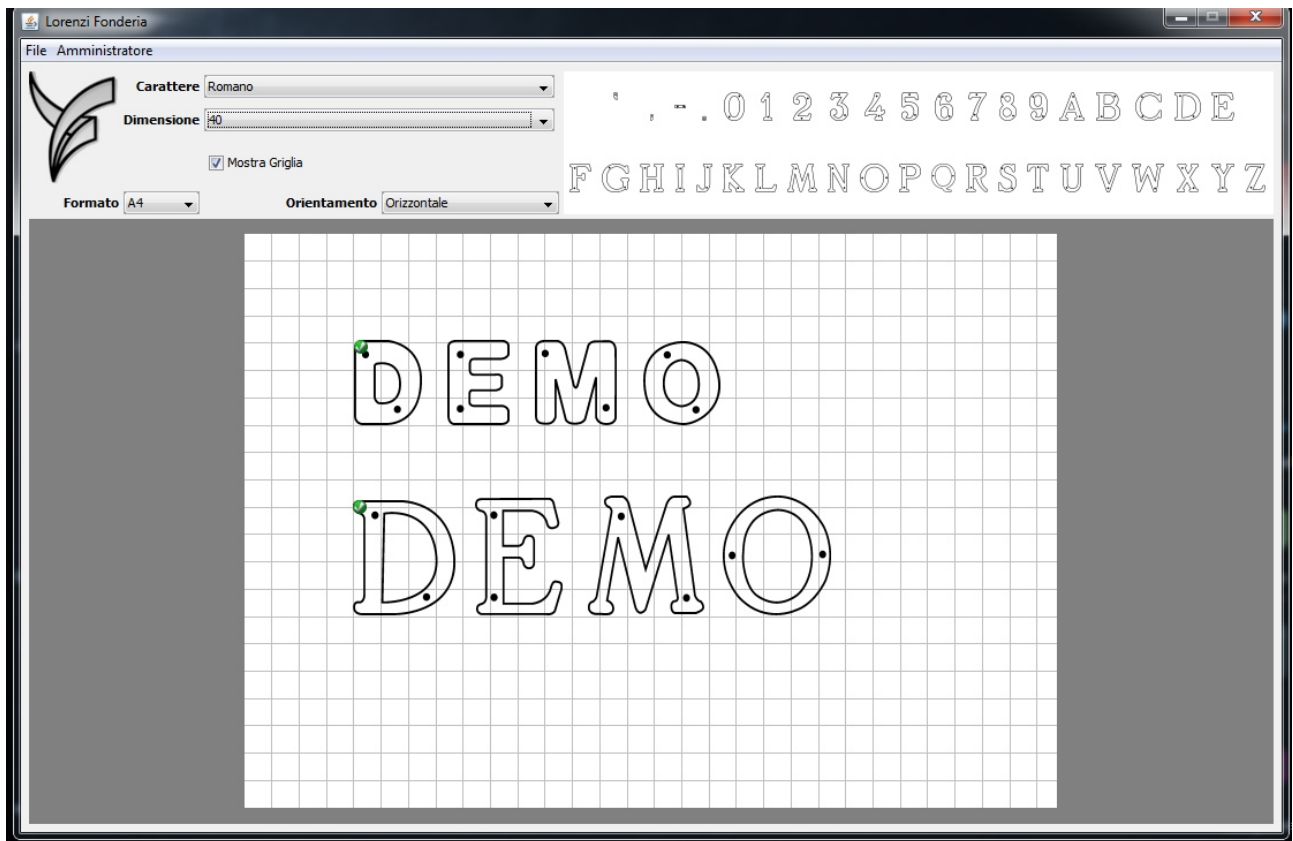 Lorenzi Fonderia
File Amministratore
Carattere Romano
Dimensione 40
Mostra Griglia
Formato A4 Orientamento Orizzontale
' , - . 0 1 2 3 4 5 6 7 8 9 A B C D E
F G H I J K L M N O P Q R S T U V W X Y Z
DEMO
DEMO